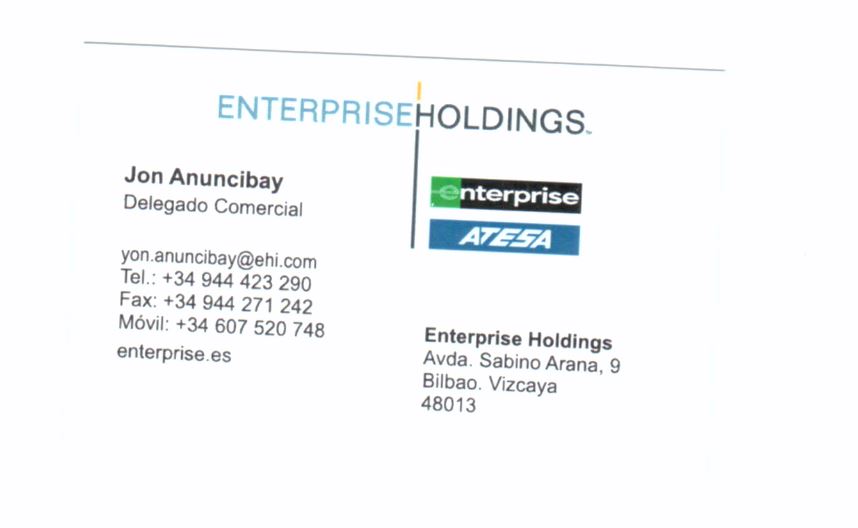 ENTERPRISEHOLDINGS™
Jon Anuncibay
Delegado Comercial
enterprise
ATESA
yon.anuncibay@ehi.com
Tel.: +34 944 423 290
Fax: +34 944 271 242
Móvil: +34 607 520 748
enterprise.es
Enterprise Holdings
Avda. Sabino Arana, 9
Bilbao. Vizcaya
48013